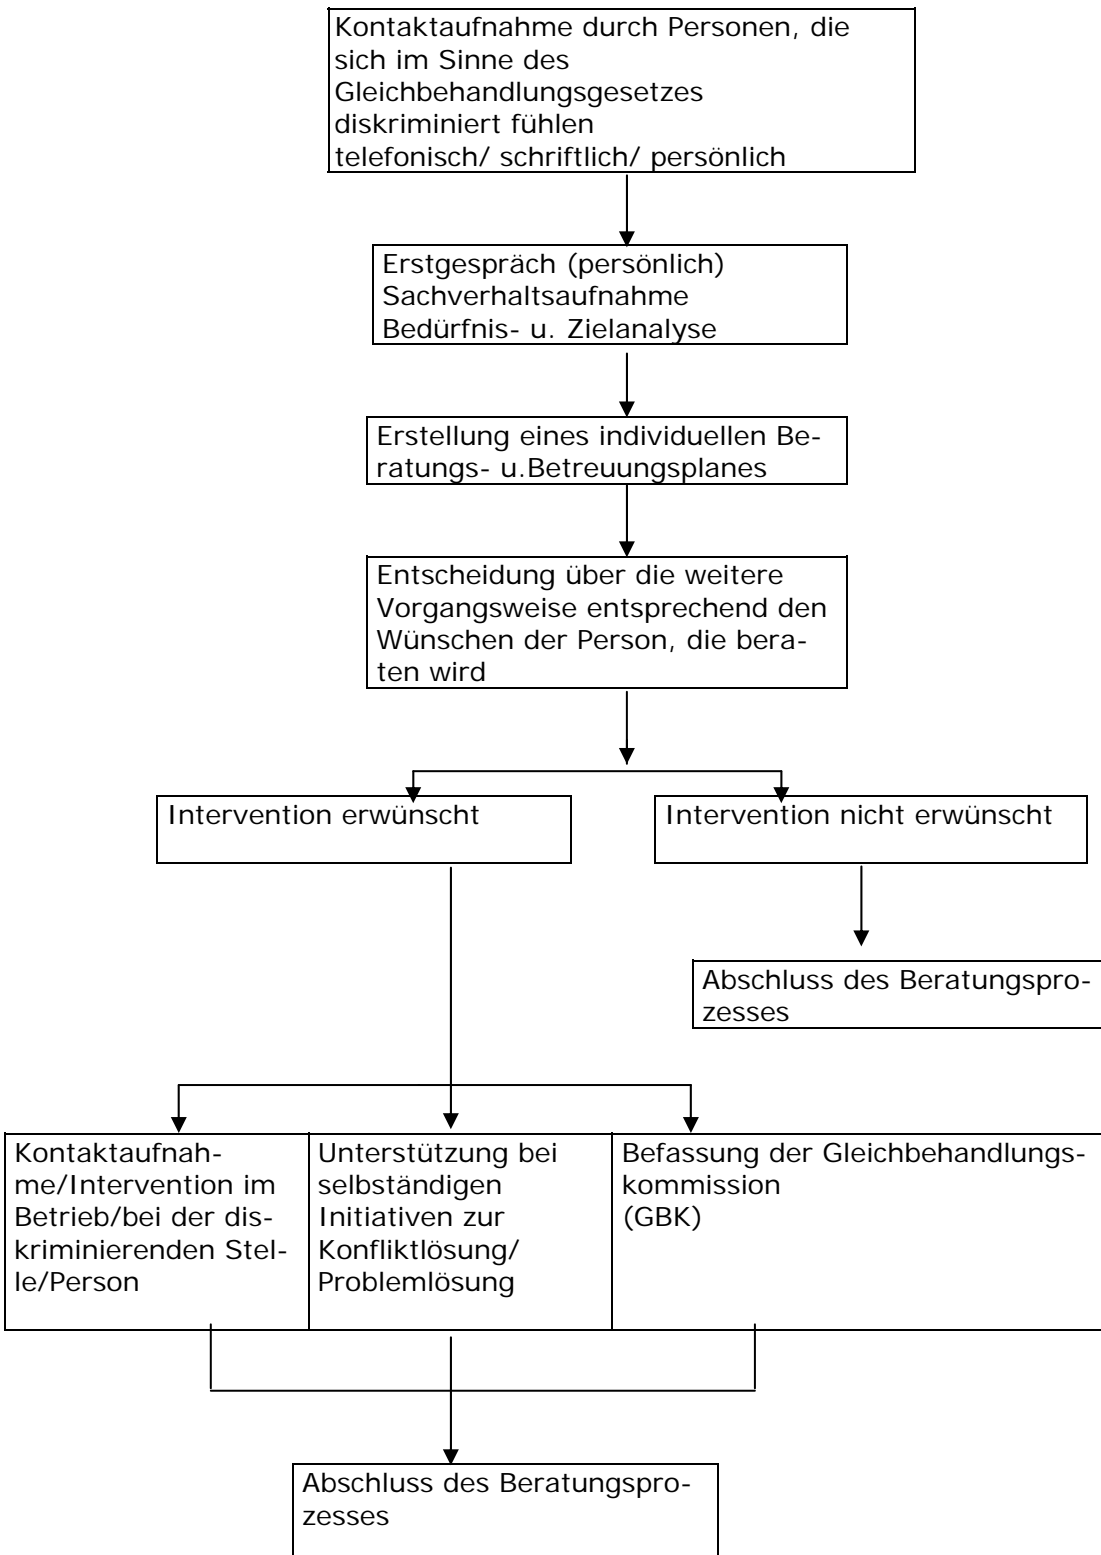 Kontaktaufnahme durch Personen, die
sich im Sinne des
Gleichbehandlungsgesetzes
diskriminiert fühlen
telefonisch/ schriftlich/ persönlich
Erstgespräch (persönlich)
Sachverhaltsaufnahme
Bedürfnis- u. Zielanalyse
Erstellung eines individuellen Be-
ratungs- u.Betreuungsplanes
Entscheidung über die weitere
Vorgangsweise entsprechend den
Wünschen der Person, die bera-
ten wird
Intervention erwünscht
Intervention nicht erwünscht
Abschluss des Beratungspro-
zesses
Kontaktaufnah-
me/Intervention im
Betrieb/bei der dis-
kriminierenden Stel-
le/Person
Unterstützung bei
selbständigen
Initiativen zur
Konfliktlösung/
Problemlösung
Befassung der Gleichbehandlungs-
kommission
(GBK)
Abschluss des Beratungspro-
zesses